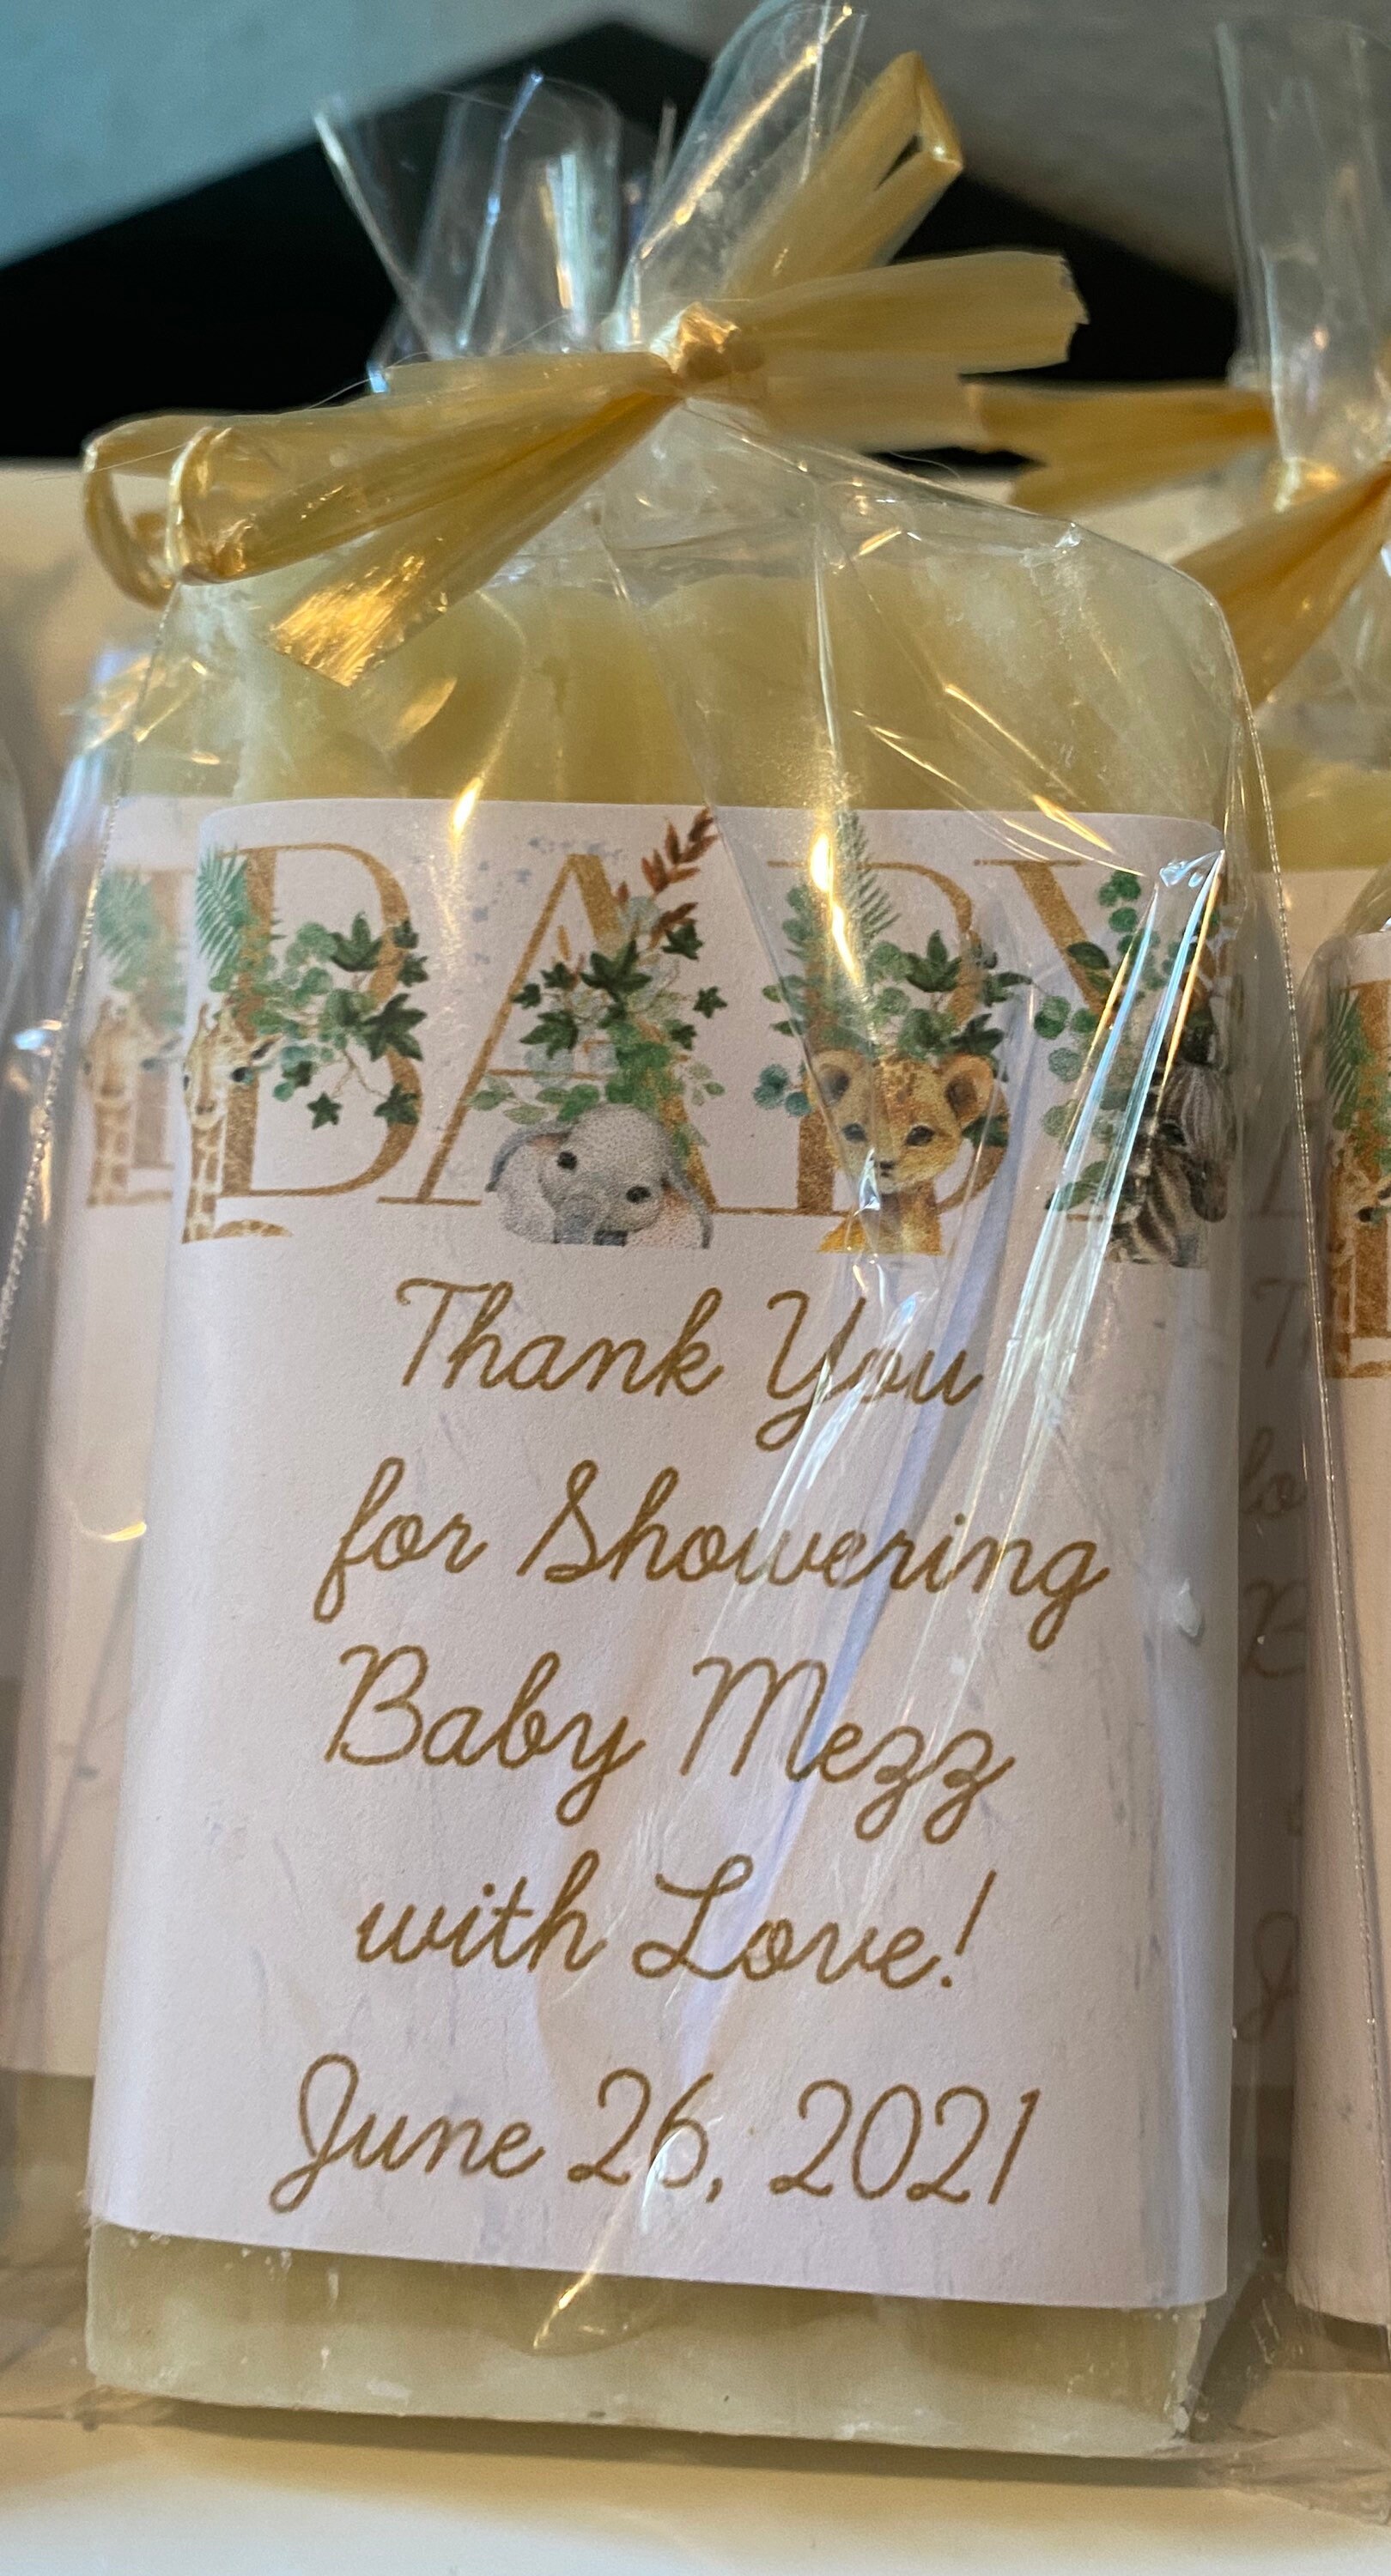 BABY
Thank You
for Showering
Baby Mezz
with Love!
June 26, 2021